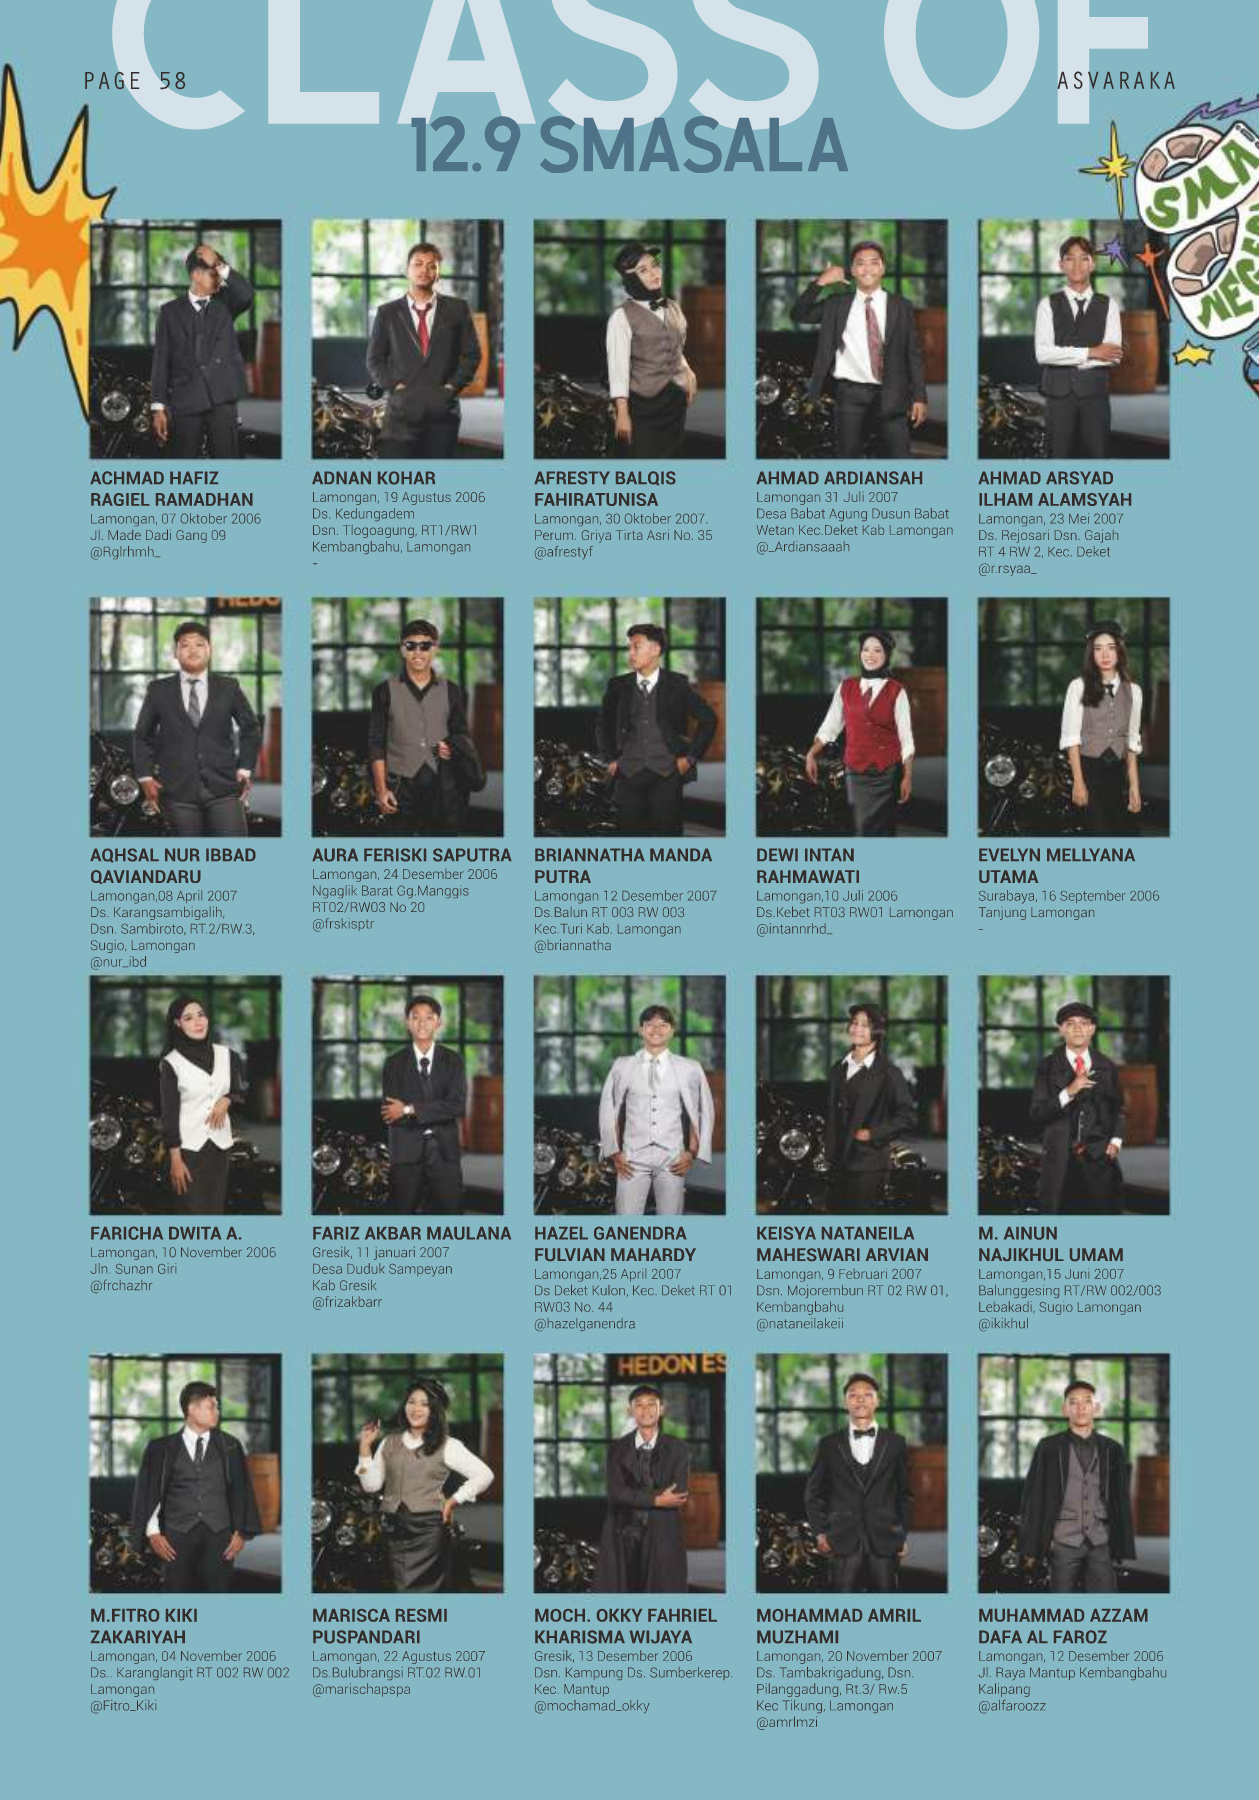 CLASS OF
PAGE 58
ASVARAKA
12.9 SMASALA
SMA
NEG
ACHMAD HAFIZ
RAGIEL RAMADHAN
Lamongan, 07 Oktober 2006
Jl. Made Dadi Gang 09
@Rglrhmh_
ADNAN KOHAR
Lamongan, 19 Agustus 2006
Ds. Kedungadem
Dsn. Tlogoagung, RT1/RW1
Kembangbahu, Lamongan
-
AFRESTY BALQIS
FAHIRATUNISA
Lamongan, 30 Oktober 2007.
Perum. Griya Tirta Asri No. 35
@afrestyf
AHMAD ARDIANSAH
Lamongan 31 Juli 2007
Desa Babat Agung Dusun Babat
Wetan Kec.Deket Kab Lamongan
@_Ardiansaaah
AHMAD ARSYAD
ILHAM ALAMSYAH
Lamongan, 23 Mei 2007
Ds. Rejosari Dsn. Gajah
RT 4 RW 2, Kec. Deket
@r.rsyaa_
HEDO
AQHSAL NUR IBBAD
QAVIANDARU
Lamongan,08 April 2007
Ds. Karangsambigalih,
Dsn. Sambiroto, RT.2/RW.3,
Sugio, Lamongan
@nur_ibd
AURA FERISKI SAPUTRA
Lamongan, 24 Desember 2006
Ngaglik Barat Gg.Manggis
RT02/RW03 No 20
@frskisptr
BRIANNATHA MANDA
PUTRA
Lamongan 12 Desember 2007
Ds.Balun RT 003 RW 003
Kec.Turi Kab. Lamongan
@briannatha
DEWI INTAN
RAHMAWATI
Lamongan,10 Juli 2006
Ds.Kebet RT03 RW01 Lamongan
@intannrhd_
EVELYN MELLYANA
UTAMA
Surabaya, 16 September 2006
Tanjung Lamongan
-
FARICHA DWITA A.
Lamongan, 10 November 2006
Jln. Sunan Giri
@frchazhr
FARIZ AKBAR MAULANA
Gresik, 11 januari 2007
Desa Duduk Sampeyan
Kab Gresik
@frizakbarr
HAZEL GANENDRA
FULVIAN MAHARDY
Lamongan,25 April 2007
Ds Deket Kulon, Kec. Deket RT 01
RW03 No. 44
@hazelganendra
KEISYA NATANEILA
MAHESWARI ARVIAN
Lamongan, 9 Februari 2007
Dsn. Mojorembun RT 02 RW 01,
Kembangbahu
@nataneilakeii
M. AINUN
NAJIKHUL UMAM
Lamongan,15 Juni 2007
Balunggesing RT/RW 002/003
Lebakadi, Sugio Lamongan
@ikikhul
HEDON ES
M.FITRO KIKI
ZAKARIYAH
Lamongan, 04 November 2006
Ds.. Karanglangit RT 002 RW 002
Lamongan
@Fitro_Kiki
MARISCA RESMI
PUSPANDARI
Lamongan, 22 Agustus 2007
Ds.Bulubrangsi RT.02 RW.01
@marischapspa
MOCH. OKKY FAHRIEL
KHARISMA WIJAYA
Gresik, 13 Desember 2006
Dsn. Kampung Ds. Sumberkerep.
Kec. Mantup
@mochamad_okky
MOHAMMAD AMRIL
MUZHAMI
Lamongan, 20 November 2007
Ds. Tambakrigadung, Dsn.
Pilanggadung, Rt.3/ Rw.5
Kec Tikung, Lamongan
@amrlmzi
MUHAMMAD AZZAM
DAFA AL FAROZ
Lamongan, 12 Desember 2006
Jl. Raya Mantup Kembangbahu
Kalipang
@alfaroozz